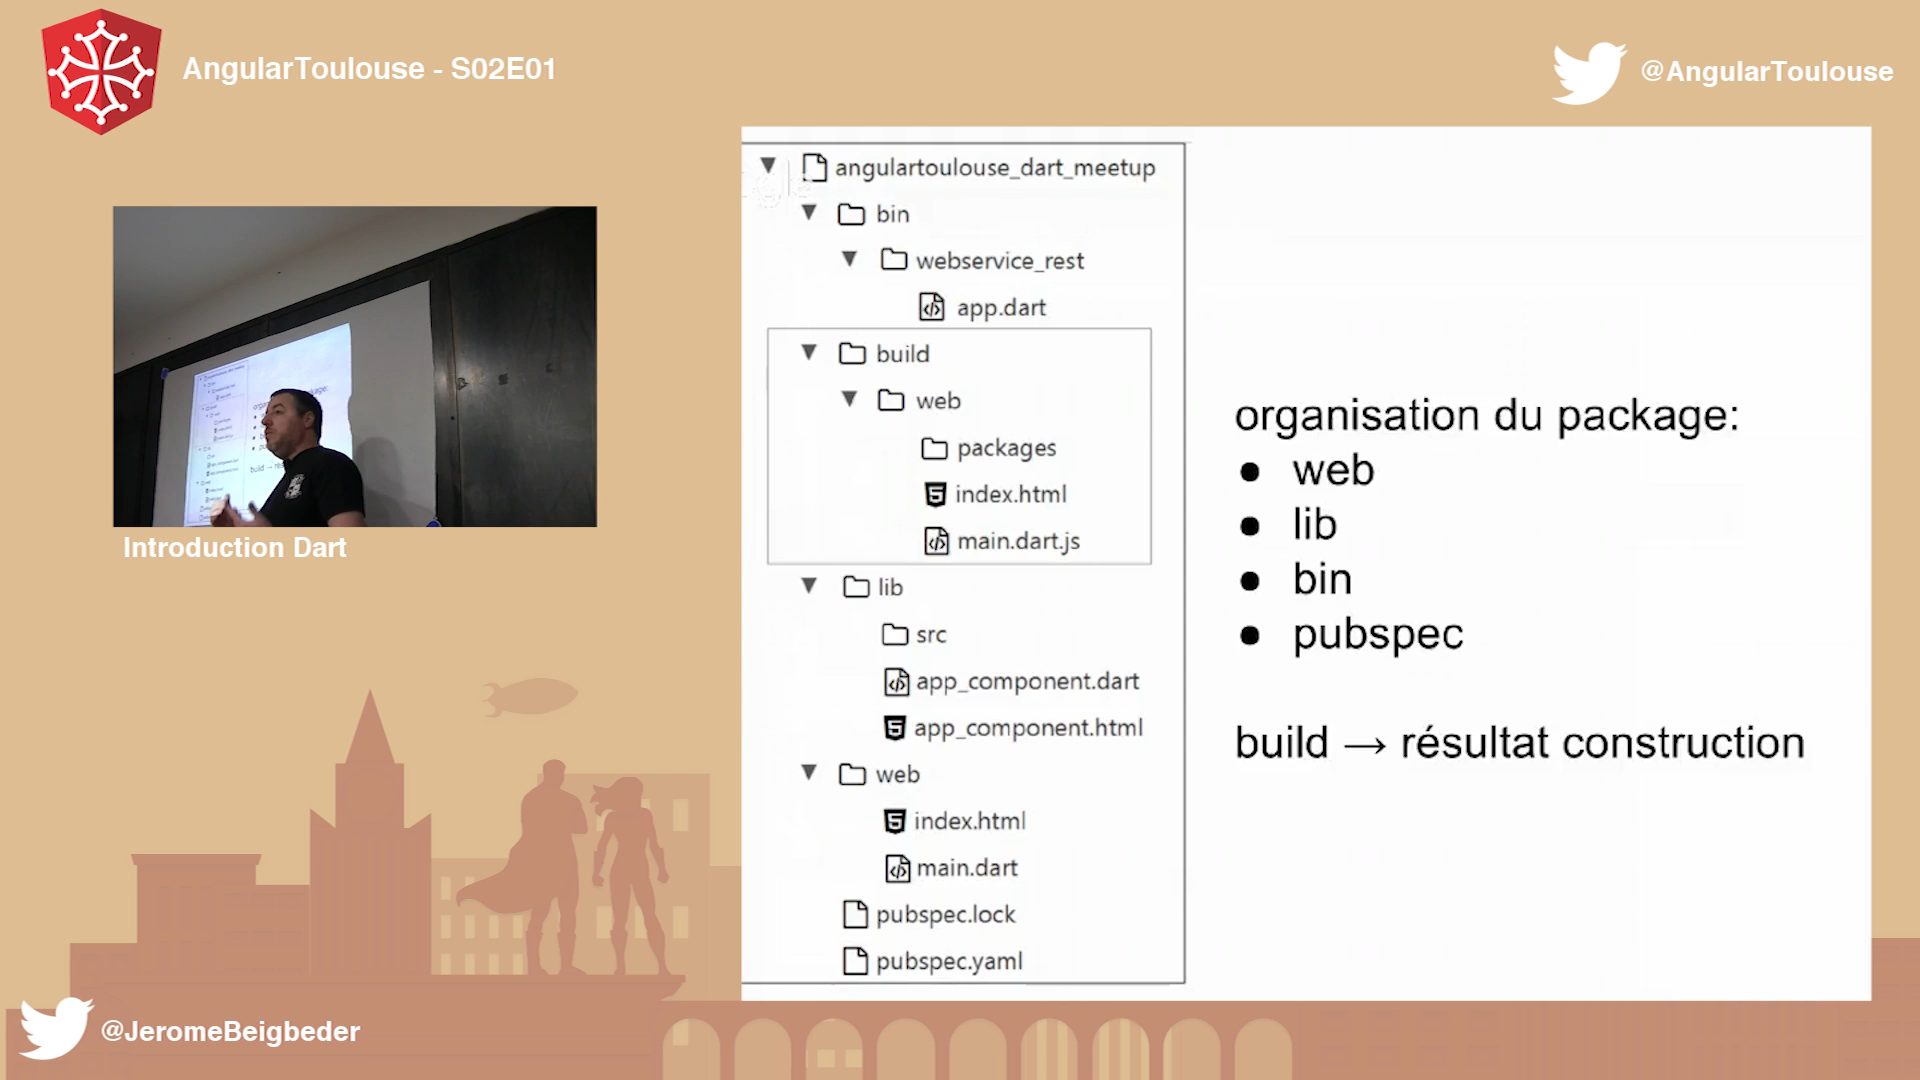 AngularToulouse - S02E01
@AngularToulouse
angulartoulouse_dart_meetup
bin
webservice_rest
app.dart
build
web
packages
index.html
main.dart.js
lib
src
app_component.dart
app_component.html
web
index.html
main.dart
pubspec.lock
pubspec.yaml
organisation du package:
● web
● lib
● bin
● pubspec
build → résultat construction
Introduction Dart
@JeromeBeigbeder